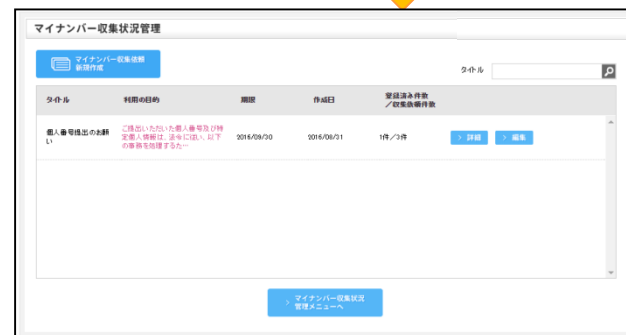 マイナンバー収集状況管理
マイナンバー収集依頼
新規作成
タイトル
タイトル
利用の目的
期限
作成日
登録済み件数
/収集依頼件数
個人番号提出のお願
い
ご提出いただいた個人番号及び特
定個人情報は、法令に従い、以下
の事務を処理するた…
2016/09/30
2016/08/31
1件/3件
> 詳細
> 編集
> マイナンバー収集状況
管理メニューへ